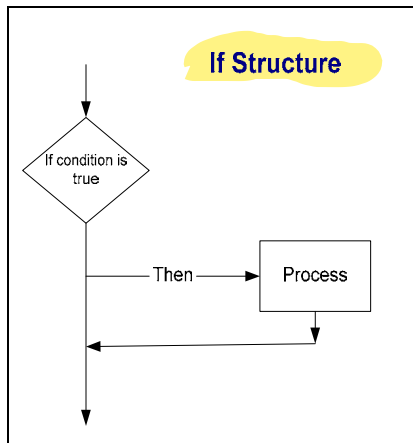 If Structure
If condition is
true
Then
Process